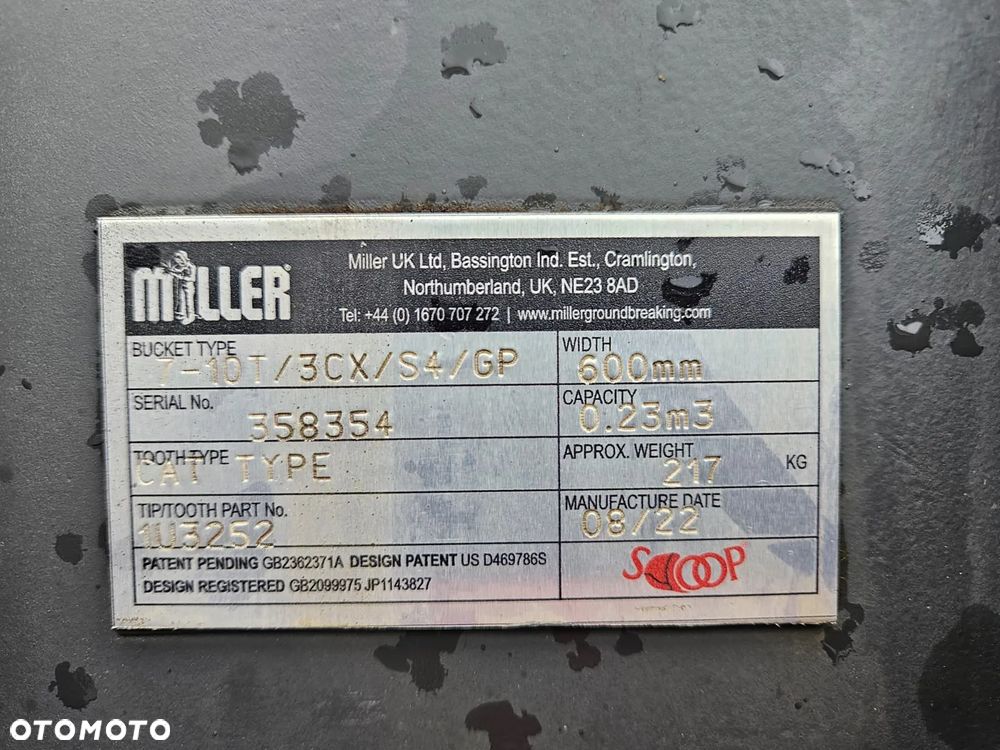 MILLER®
Miller UK Ltd, Bassington Ind. Est., Cramlington,
Northumberland, UK, NE23 8AD
Tel: +44 (0) 1670 707 272 | www.millergroundbreaking.com
BUCKET TYPE
7-10T/3CX/S4/GP
WIDTH
600mm
SERIAL No.
358354
CAPACITY
0.23m3
TOOTH TYPE
CAT TYPE
APPROX. WEIGHT
217 KG
TIP/TOOTH PART No.
1U3252
MANUFACTURE DATE
08/22
PATENT PENDING GB2362371A DESIGN PATENT US D469786S
DESIGN REGISTERED GB2099975 JP1143827
SCOOP
OTOMOTO